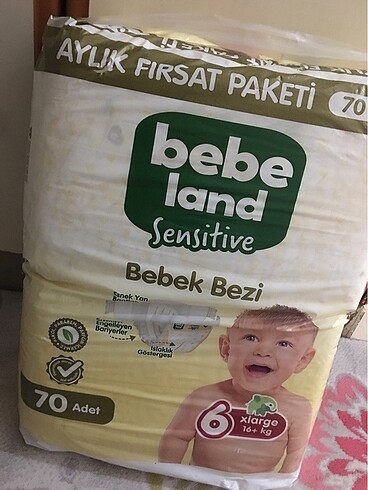 AYLIK FIRSAT PAKETİ 70
bebe
land
Sensitive
Bebek Bezi
Esnek Yan
Engelleyen
Bariyerler
Islaklık
Göstergesi
70 Adet
6 xlarge
16+ kg